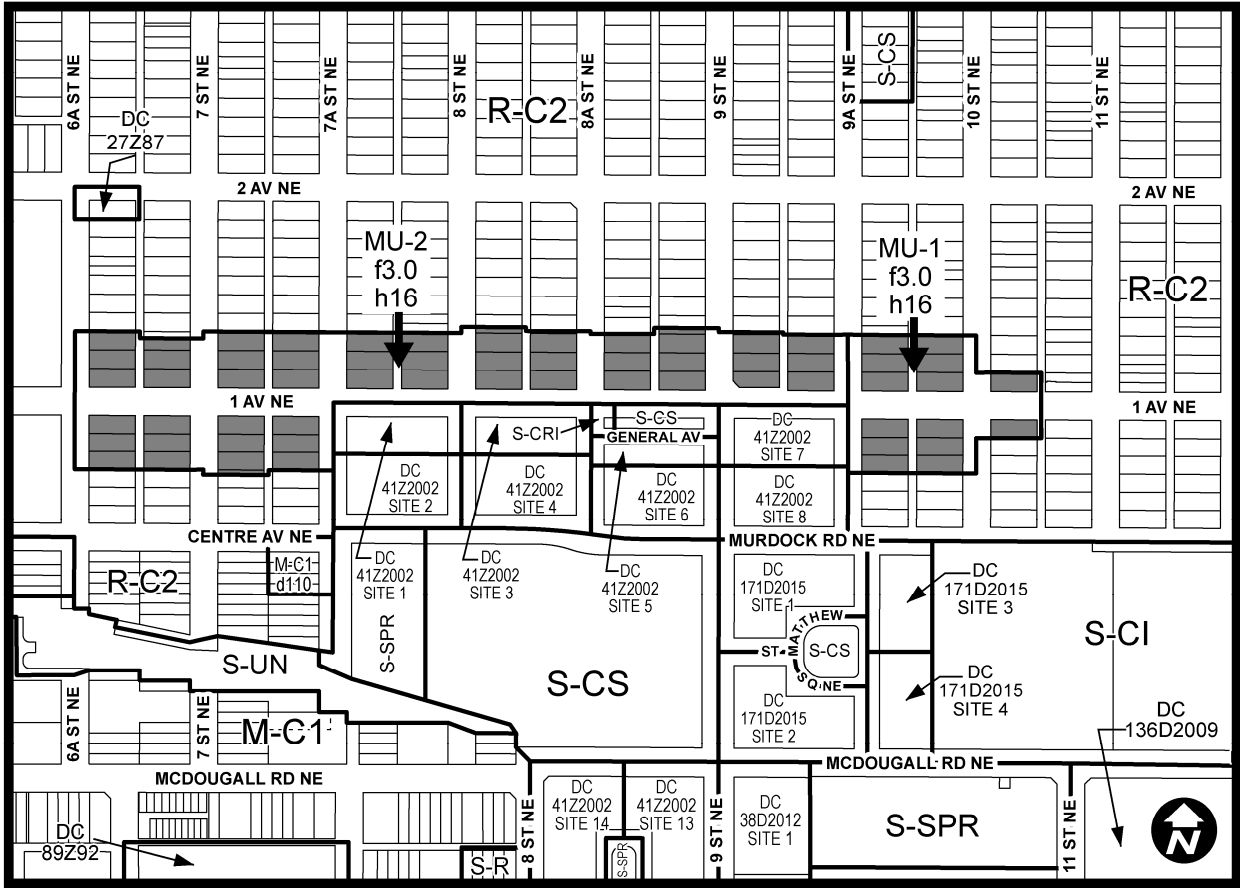 6A ST NE
7 ST NE
7A ST NE
8 ST NE
8A ST NE
9 ST NE
9A ST NE
S-CS
10 ST NE
11 ST NE
R-C2
DC
27Z87
2 AV NE
2 AV NE
MU-2
f3.0
h16
MU-1
f3.0
h16
R-C2
1 AV NE
1 AV NE
S-CRI
S-CS
GENERAL AV
DC
41Z2002
SITE 7
DC
41Z2002
SITE 2
DC
41Z2002
SITE 4
DC
41Z2002
SITE 6
DC
41Z2002
SITE 8
CENTRE AV NE
MURDOCK RD NE
R-C2
M-C1
d110
DC
41Z2002
SITE 1
DC
41Z2002
SITE 3
DC
41Z2002
SITE 5
DC
171D2015
SITE 1
DC
171D2015
SITE 3
S-CI
S-UN
S-SPR
S-CS
ST
MATTHEW
SQ NE
S-CS
DC
171D2015
SITE 4
DC
171D2015
SITE 2
DC
136D2009
6A ST NE
7 ST NE
M-C1
MCDOUGALL RD NE
MCDOUGALL RD NE
DC
89Z92
S-R
8 ST NE
DC
41Z2002
SITE 14
DC
41Z2002
SITE 13
S-SPR
9 ST NE
DC
38D2012
SITE 1
S-SPR
11 ST NE
N